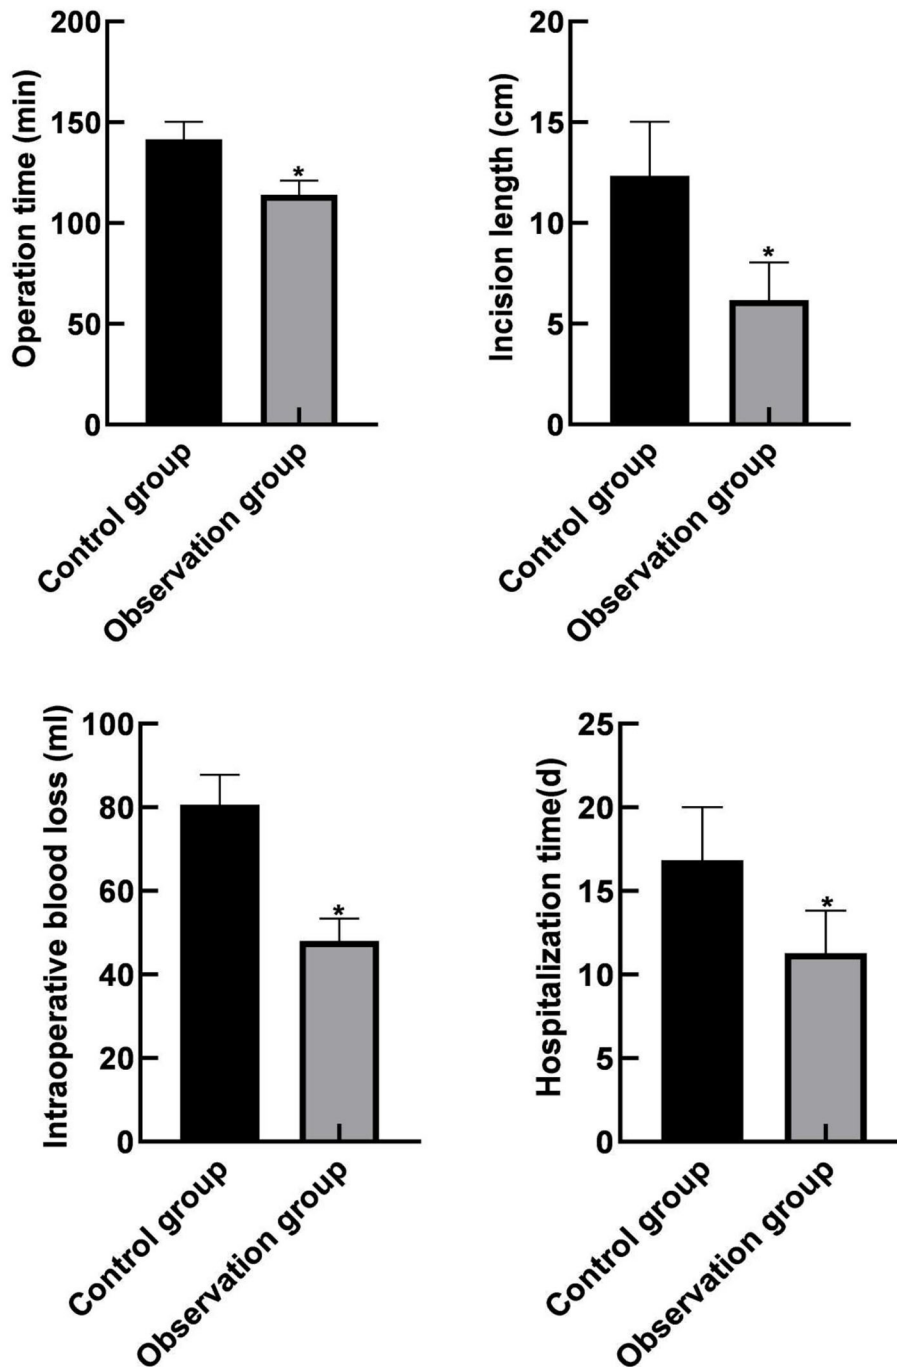 Operation time (min)
200
150
100
50
0
*
Control group
Observation group
Incision length (cm)
20
15
10
5
0
*
Control group
Observation group
Intraoperative blood loss (ml)
100
80
60
40
20
0
*
Control group
Observation group
Hospitalization time(d)
25
20
15
10
5
0
*
Control group
Observation group